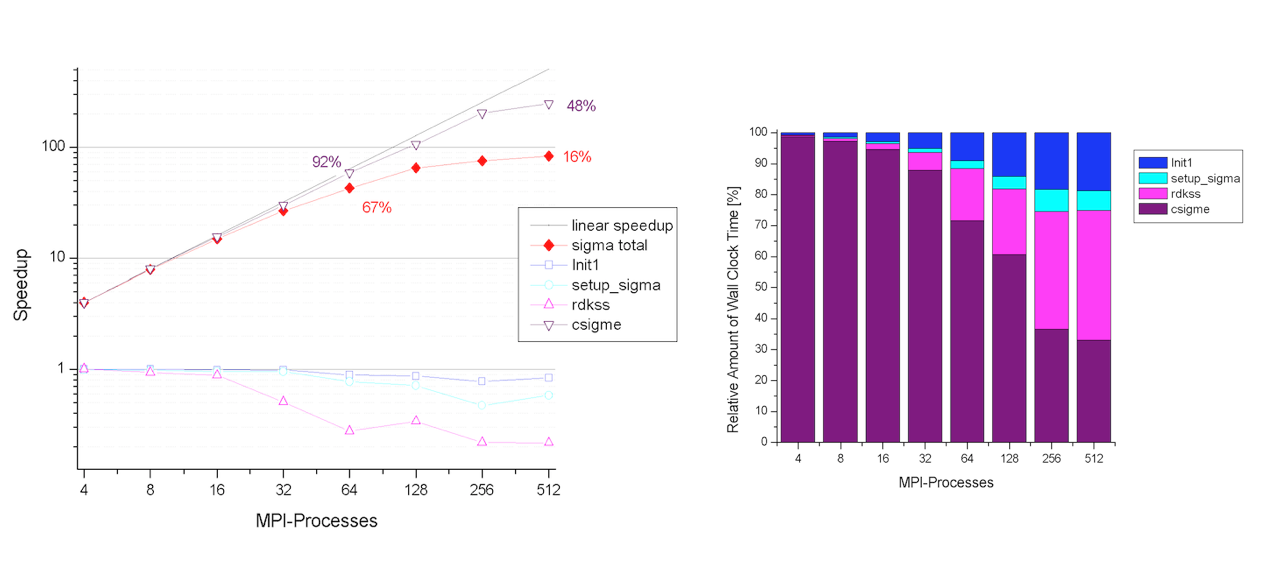 Speedup
100
10
1
4 8 16 32 64 128 256 512
MPI-Processes
92%
67%
48%
16%
linear speedup
sigma total
Init1
setup_sigma
rdkss
csigme
Relative Amount of Wall Clock Time [%]
100
90
80
70
60
50
40
30
20
10
0
4 8 16 32 64 128 256 512
MPI-Processes
Init1
setup_sigma
rdkss
csigme